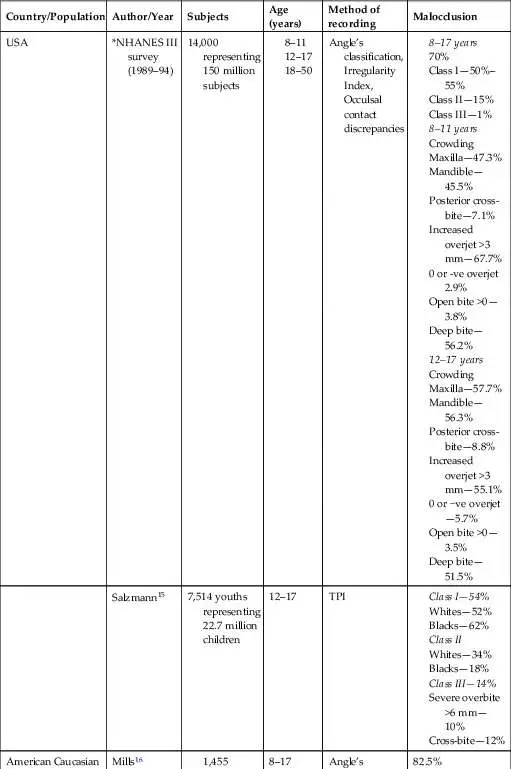 Country/Population Author/Year Subjects Age (years) Method of recording Malocclusion
USA
*NHANES III
survey
(1989–94)
14,000
representing
150 million
subjects
8–11
12–17
18–50
Angle's
classification,
Irregularity
Index,
Occulsal
contact
discrepancies
8–17 years
70%
Class I—50%–
55%
Class II—15%
Class III—1%
8–11 years
Crowding
Maxilla—47.3%
Mandible—
45.5%
Posterior cross-
bite—7.1%
Increased
overjet >3
mm—67.7%
0 or -ve overjet
2.9%
Open bite >0—
3.8%
Deep bite—
56.2%
12–17 years
Crowding
Maxilla—57.7%
Mandible—
56.3%
Posterior cross-
bite—8.8%
Increased
overjet >3
mm—55.1%
0 or −ve overjet
—5.7%
Open bite >0—
3.5%
Deep bite—
51.5%
Salzmann15
7,514 youths
representing
22.7 million
children
12–17
TPI
Class I—54%
Whites—52%
Blacks—62%
Class II
Whites—34%
Blacks—18%
Class III—14%
Severe overbite
>6 mm—
10%
Cross-bite—12%
American Caucasian Mills16 1,455 8–17 Angle's 82.5%